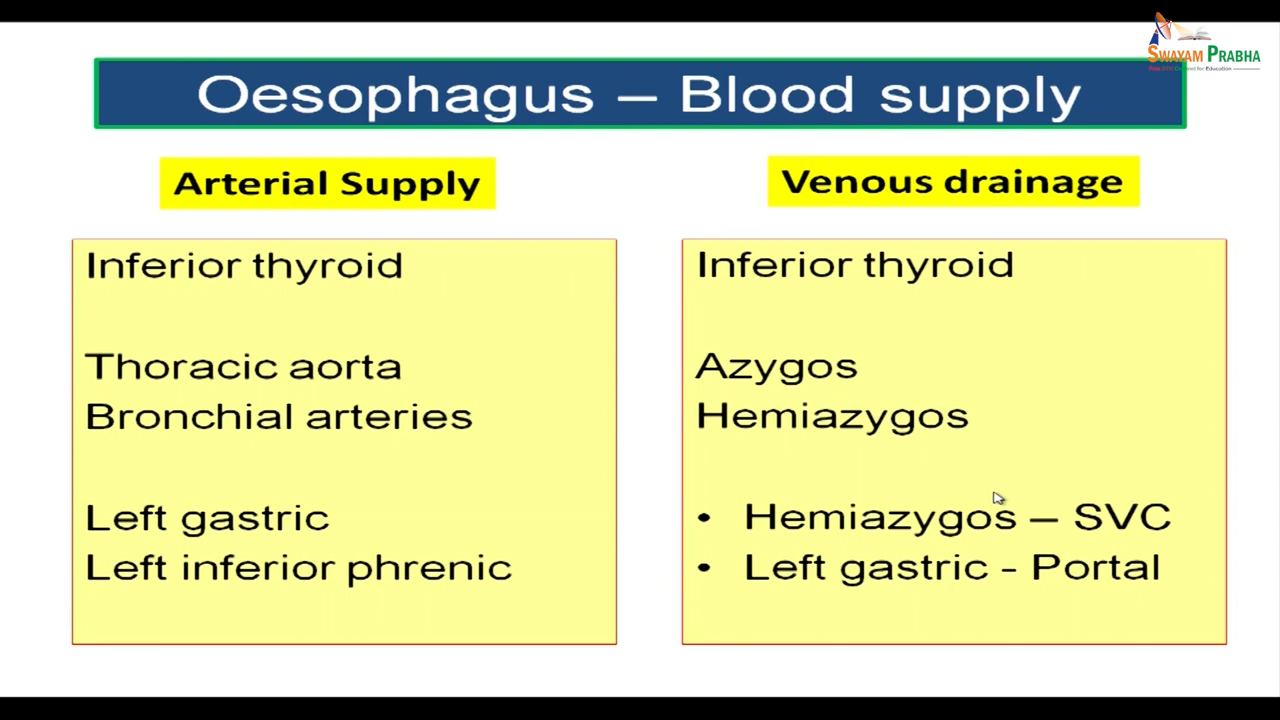 SWAYAM PRABHA
Oesophagus – Blood supply
Arterial Supply
Inferior thyroid
Thoracic aorta
Bronchial arteries
Left gastric
Left inferior phrenic
Venous drainage
Inferior thyroid
Azygos
Hemiazygos
• Hemiazygos – SVC
• Left gastric - Portal